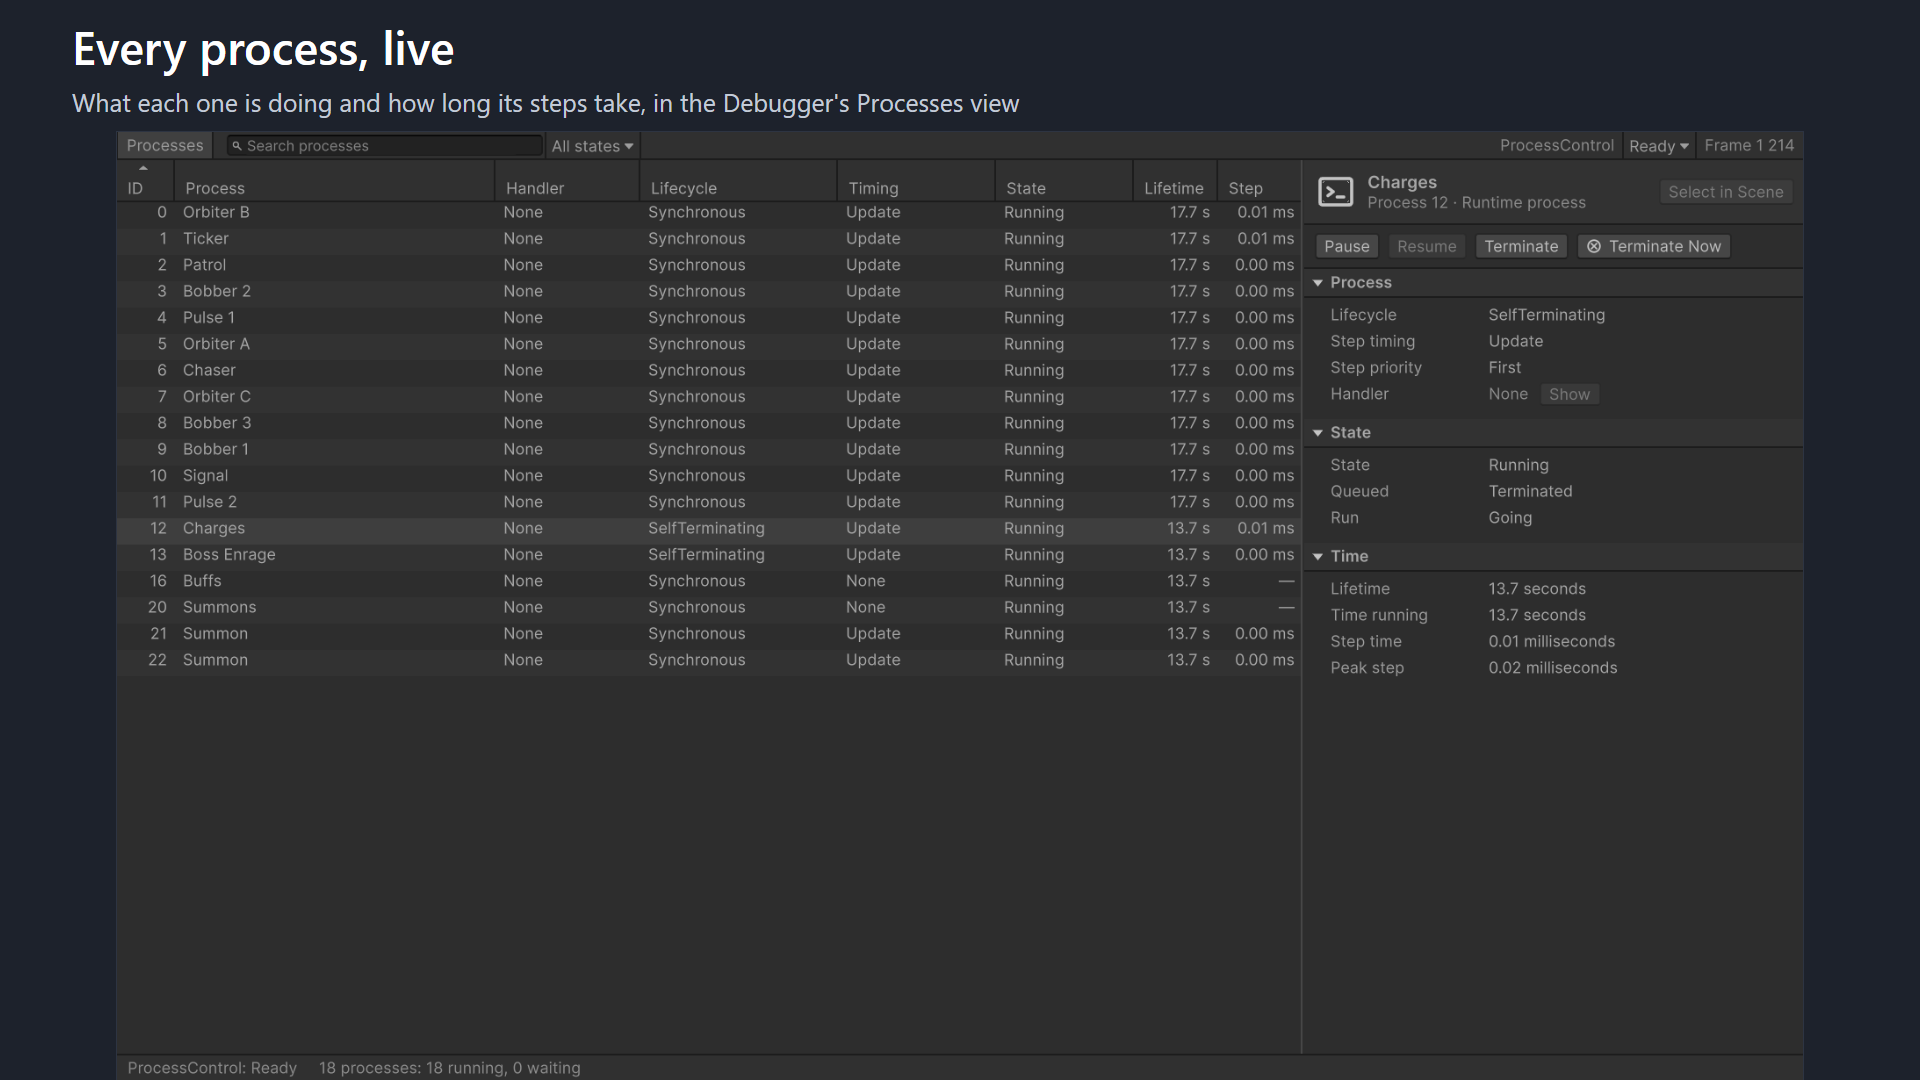 Every process, live
What each one is doing and how long its steps take, in the Debugger's Processes view
Processes Search processes All states ProcessControl Ready Frame 1 214
ID Process Handler Lifecycle Timing State Lifetime Step
0 Orbiter B None Synchronous Update Running 17.7 s 0.01 ms
1 Ticker None Synchronous Update Running 17.7 s 0.01 ms
2 Patrol None Synchronous Update Running 17.7 s 0.00 ms
3 Bobber 2 None Synchronous Update Running 17.7 s 0.00 ms
4 Pulse 1 None Synchronous Update Running 17.7 s 0.00 ms
5 Orbiter A None Synchronous Update Running 17.7 s 0.00 ms
6 Chaser None Synchronous Update Running 17.7 s 0.00 ms
7 Orbiter C None Synchronous Update Running 17.7 s 0.00 ms
8 Bobber 3 None Synchronous Update Running 17.7 s 0.00 ms
9 Bobber 1 None Synchronous Update Running 17.7 s 0.00 ms
10 Signal None Synchronous Update Running 17.7 s 0.00 ms
11 Pulse 2 None Synchronous Update Running 17.7 s 0.00 ms
12 Charges None SelfTerminating Update Running 13.7 s 0.01 ms
13 Boss Enrage None SelfTerminating Update Running 13.7 s 0.00 ms
16 Buffs None Synchronous None Running 13.7 s —
20 Summons None Synchronous None Running 13.7 s —
21 Summon None Synchronous Update Running 13.7 s 0.00 ms
22 Summon None Synchronous Update Running 13.7 s 0.00 ms
Charges
Process 12 · Runtime process
Select in Scene
Pause Resume Terminate Terminate Now
Process
Lifecycle SelfTerminating
Step timing Update
Step priority First
Handler None Show
State
State Running
Queued Terminated
Run Going
Time
Lifetime 13.7 seconds
Time running 13.7 seconds
Step time 0.01 milliseconds
Peak step 0.02 milliseconds
ProcessControl: Ready 18 processes: 18 running, 0 waiting